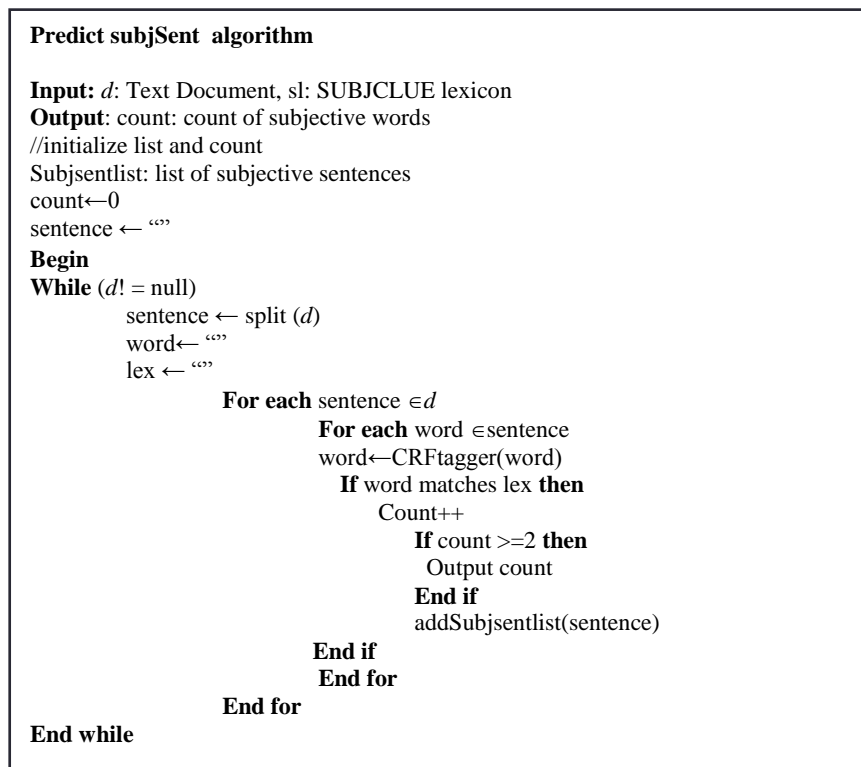 Predict subjSent algorithm
Input: d: Text Document, sl: SUBJCLUE lexicon
Output: count: count of subjective words
//initialize list and count
Subjsentlist: list of subjective sentences
count←0
sentence ← “”
Begin
While (d! = null)
sentence ← split (d)
word← “”
lex ← “”
For each sentence ∈d
For each word ∈sentence
word←CRFtagger(word)
If word matches lex then
Count++
If count >=2 then
Output count
End if
addSubjsentlist(sentence)
End if
End for
End for
End while